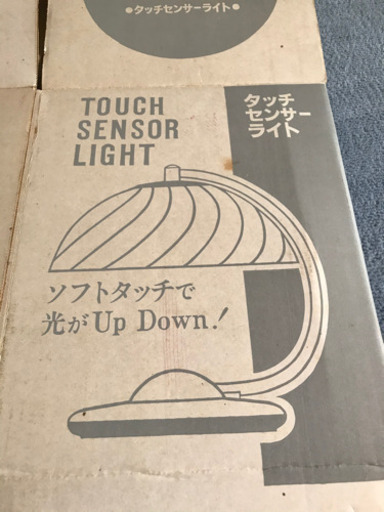 ●タッチセンサーライト●
TOUCH
SENSOR
LIGHT
タッチ
センサー
ライト
ソフトタッチで
光がUp Down.!